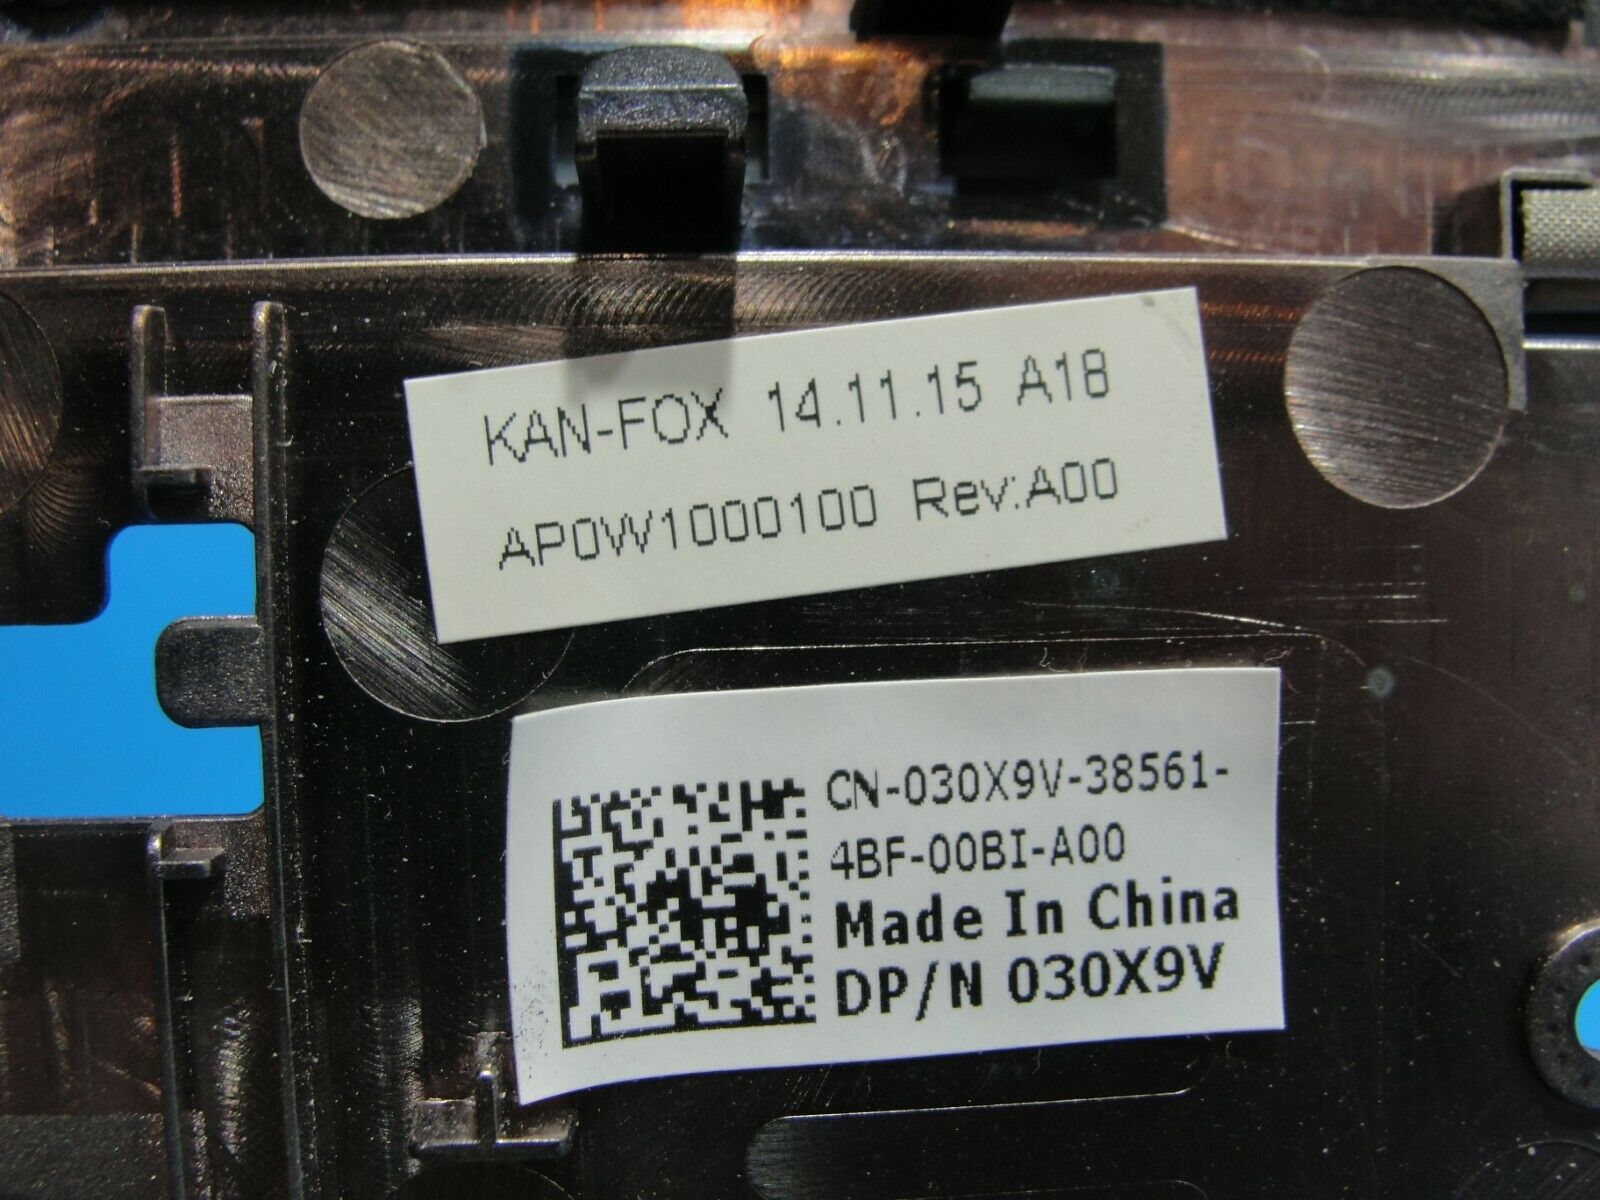 KAN-FOX 14.11.15 A18
AP0W1000100 Rev:A00
CN-030X9V-38561-
4BF-00BI-A00
Made In China
DP/N 030X9V